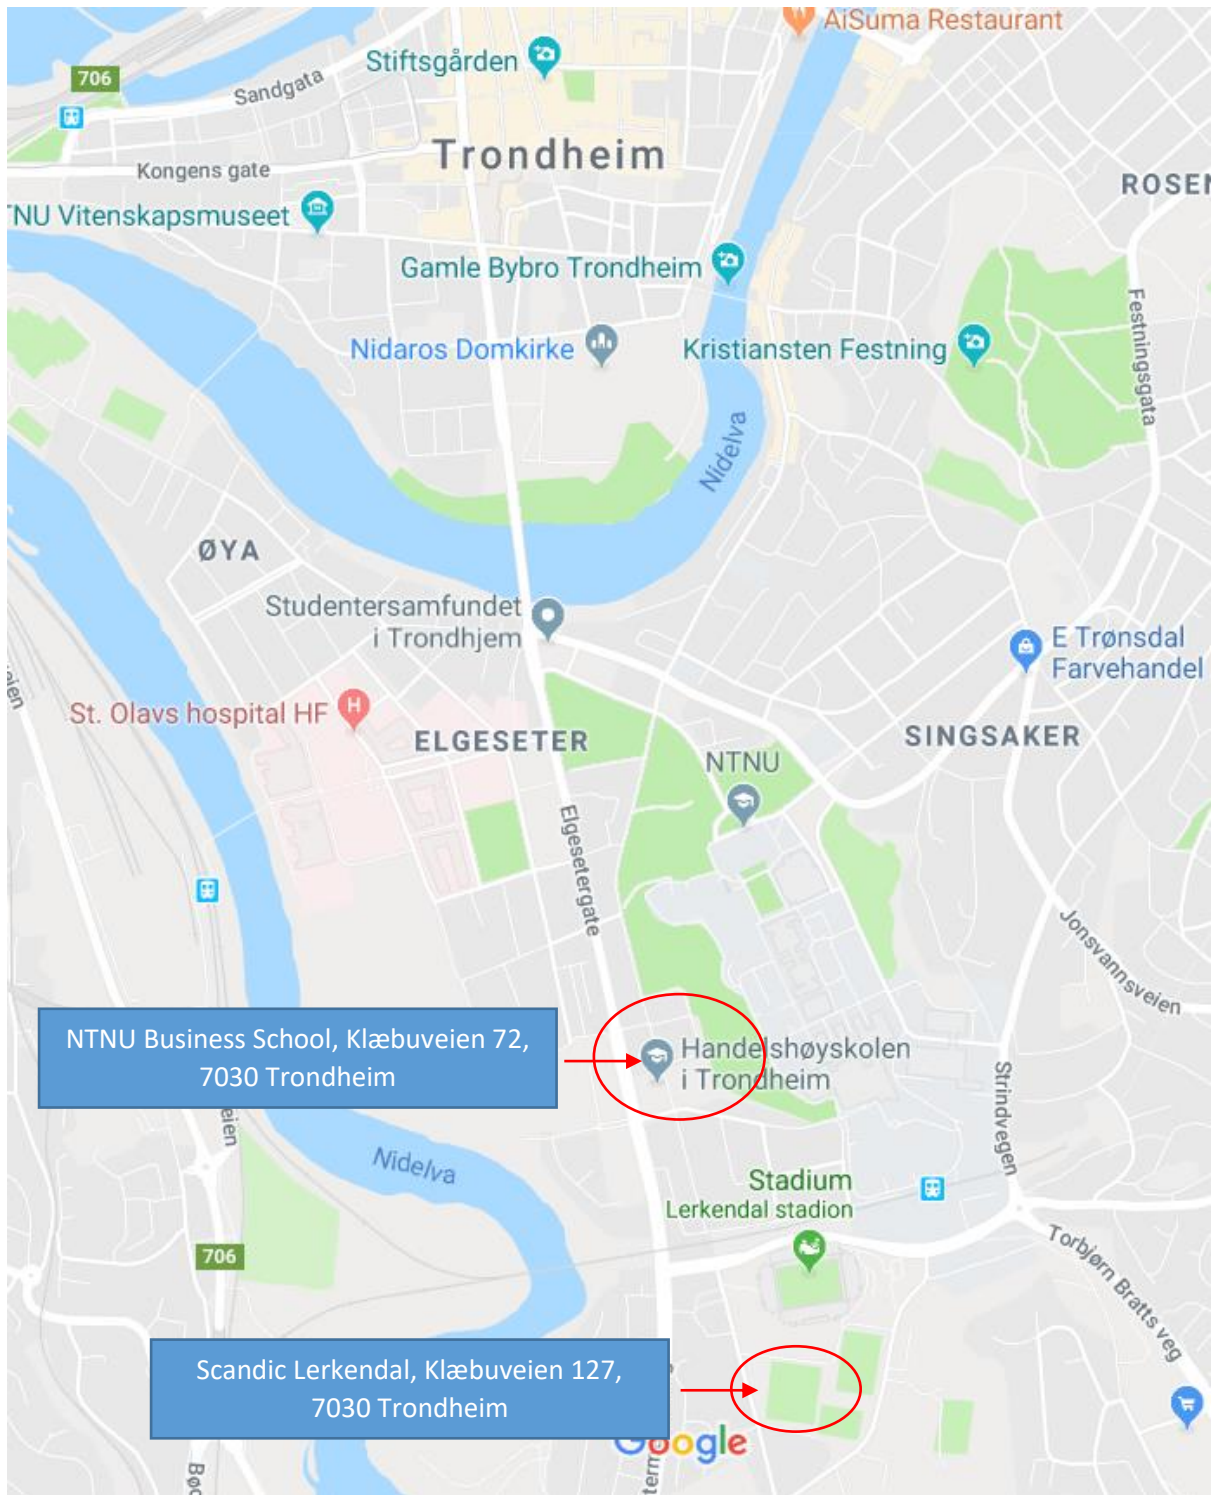 AiSuma Restaurant
Stiftsgården
706
Sandgata
Trondheim
Kongens gate
ROSEN
NU Vitenskapsmuseet
Gamle Bybro Trondheim
Festningsgata
Nidaros Domkirke
Kristiansten Festning
Nidelva
ØYA
Studentersamfundet
i Trondhjem
E Trønsdal
Farvehandel
St. Olavs hospital HF
H
ELGESETER
SINGSAKER
NTNU
Elgesetergate
Jonsvannsveien
NTNU Business School, Klæbuveien 72,
7030 Trondheim
Handelshøyskolen
i Trondheim
Strindvegen
eien
Nidelva
Stadium
Lerkendal stadion
706
Torbjørn Bratts veg
Scandic Lerkendal, Klæbuveien 127,
7030 Trondheim
Google